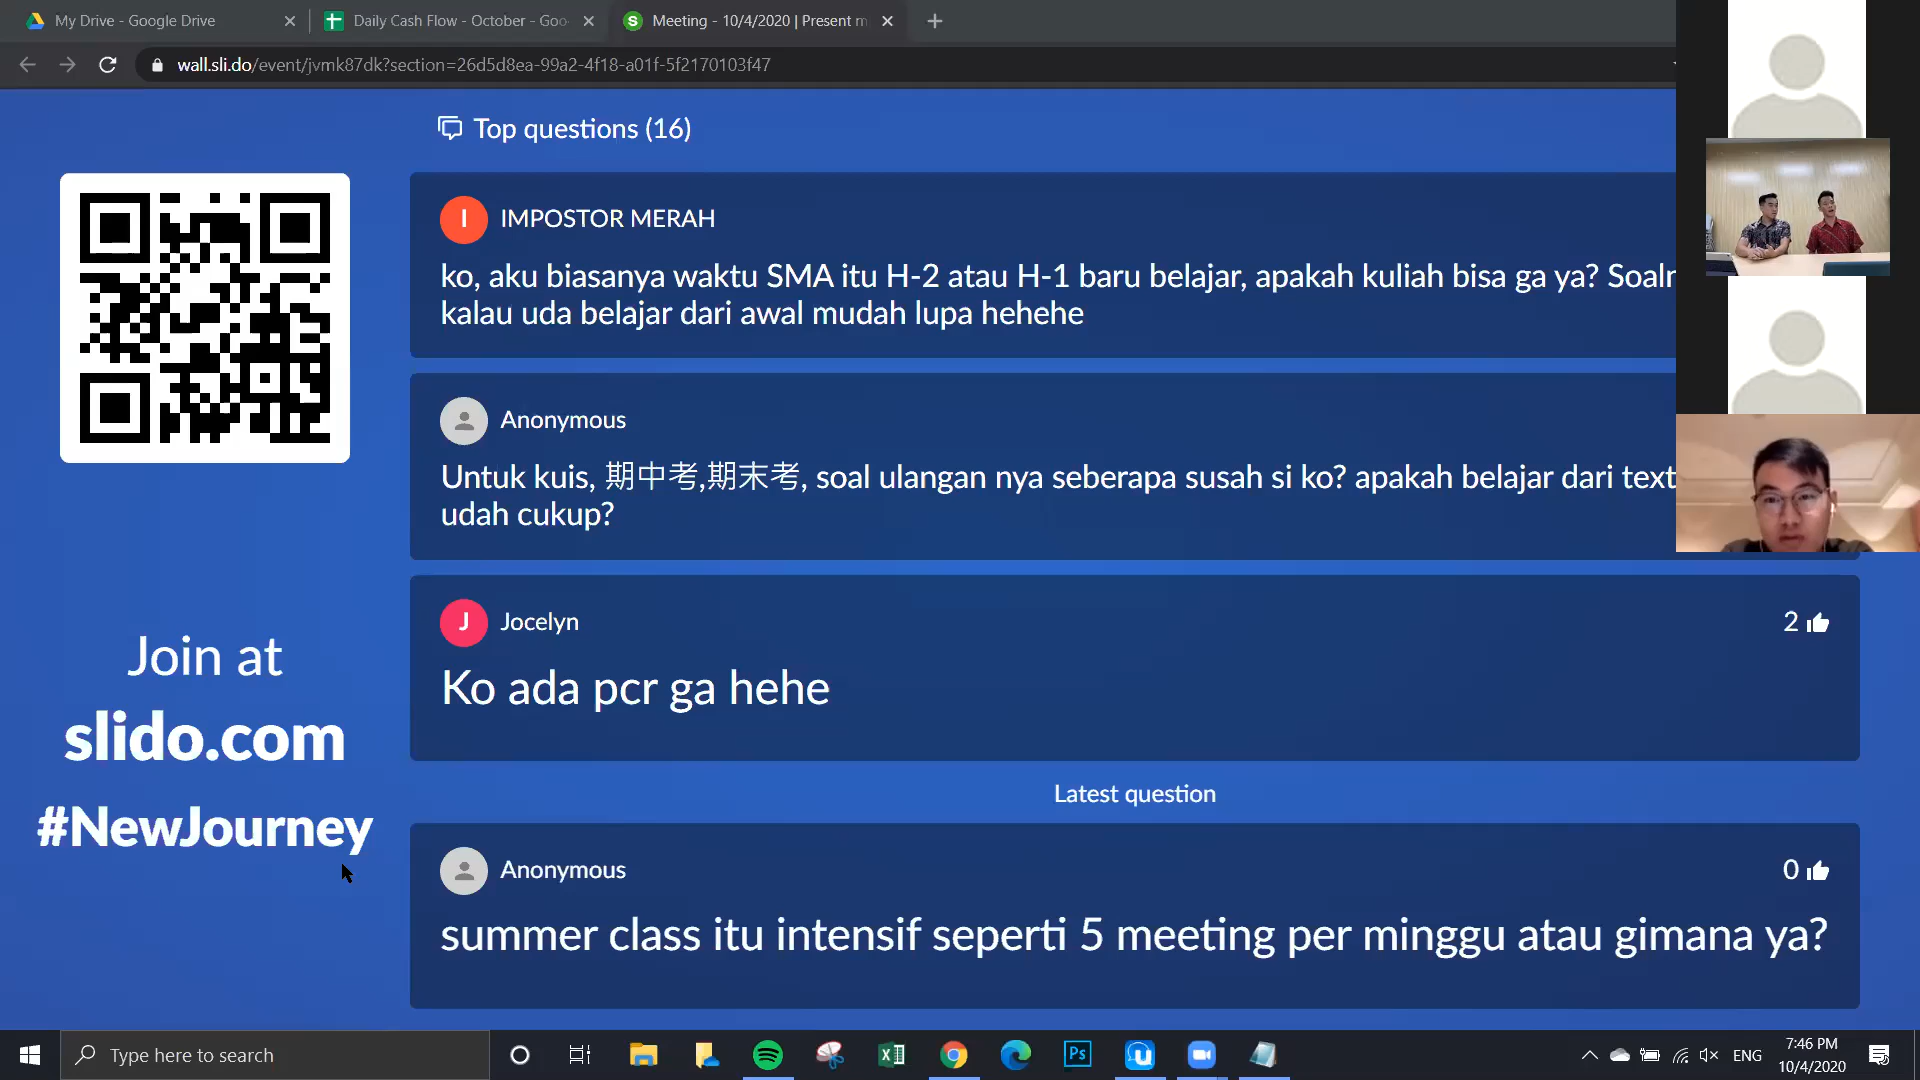 My Drive - Google Drive
Daily Cash Flow - October - Goo
Meeting - 10/4/2020 | Present m
wall.sli.do/event/jvmk87dk?section=26d5d8ea-99a2-4f18-a01f-5f2170103f47
Top questions (16)
I IMPOSTOR MERAH
ko, aku biasanya waktu SMA itu H-2 atau H-1 baru belajar, apakah kuliah bisa ga ya? Soaln
kalau uda belajar dari awal mudah lupa hehehe
Anonymous
Untuk kuis, 期中考,期末考, soal ulangan nya seberapa susah si ko? apakah belajar dari text
udah cukup?
J Jocelyn
2
Ko ada pcr ga hehe
Join at
slido.com
#NewJourney
Latest question
Anonymous
0
summer class itu intensif seperti 5 meeting per minggu atau gimana ya?
Type here to search
Ps
ENG
7:46 PM
10/4/2020